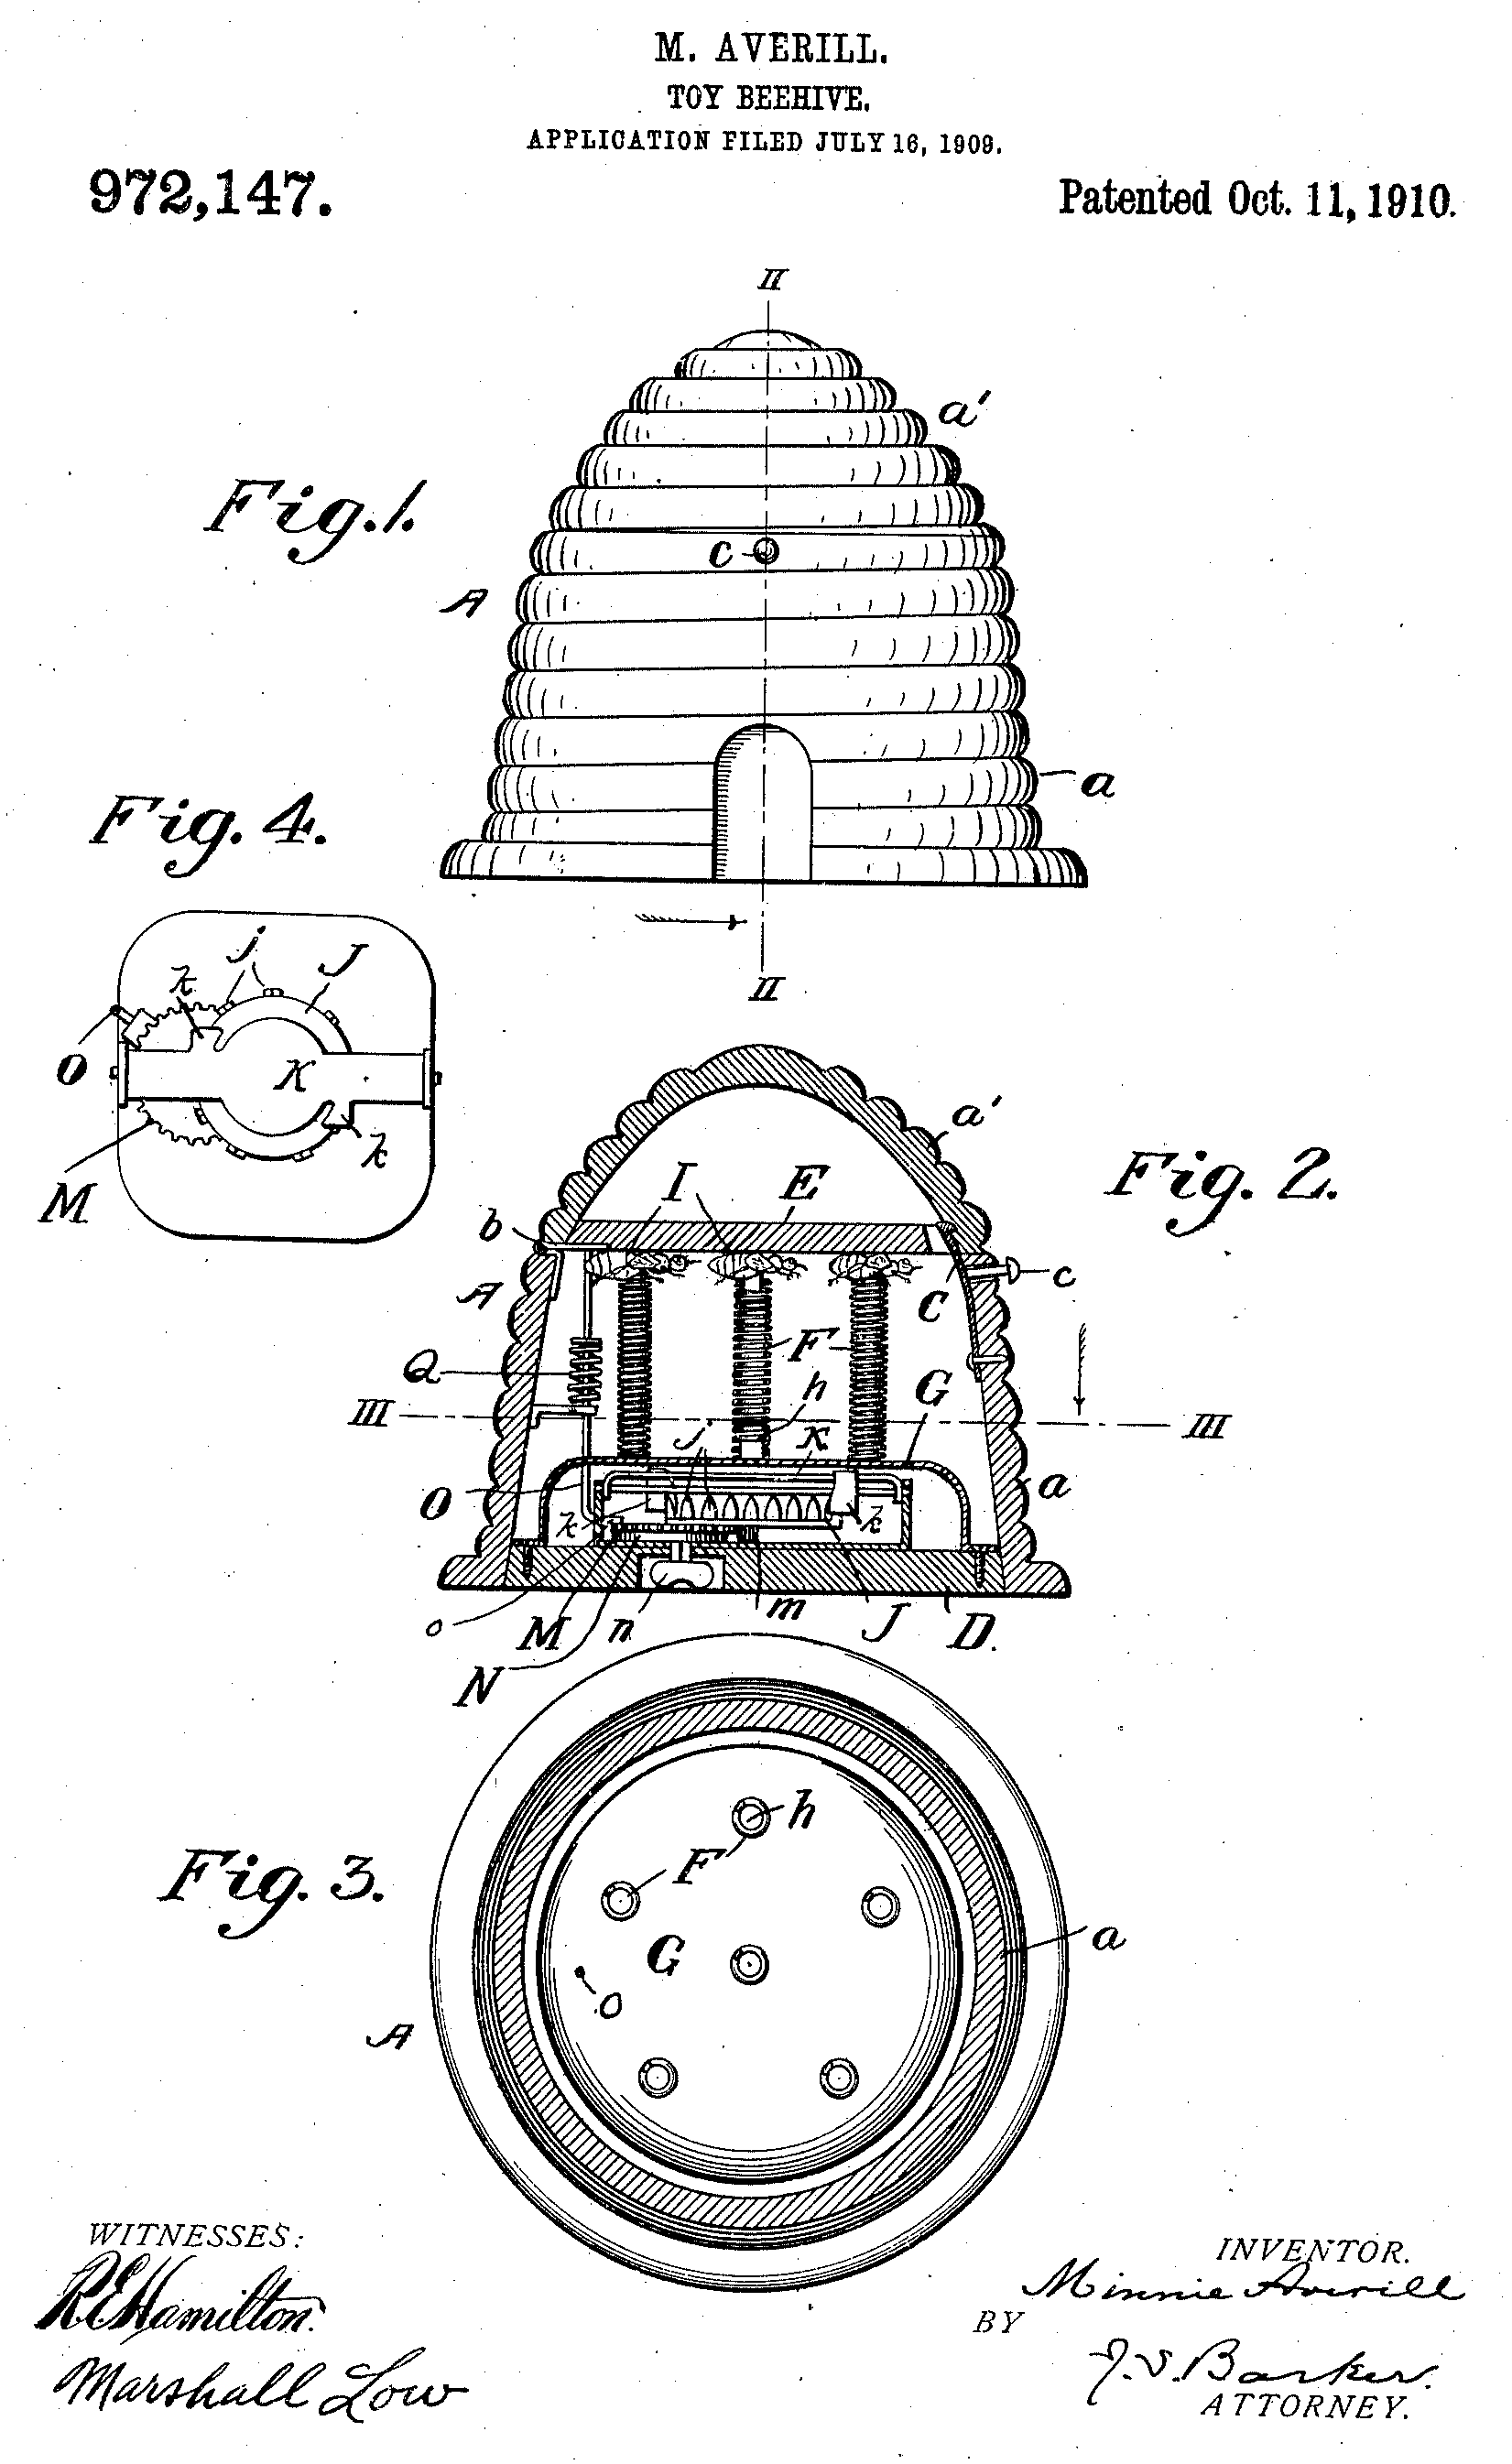 M. AVERILL.
TOY BEEHIVE.
APPLICATION FILED JULY 16, 1909.
972,147.
Patented Oct. 11, 1910.
II
a'
Fig. 1.
c
A
a
Fig. 4.
II
j
J
k
O
K
k
M
a'
Fig. 2.
I
E
b
A
c
C
F
Q
h
G
III
III
j
K
O
a
k
k
o
M
n
m
J
D.
N
h
F
Fig. 3.
G
a
o
A
WITNESSES:
R E Hamilton.
Marshall Low
INVENTOR.
Minnie Averill
BY
J. S. Barker.
ATTORNEY.